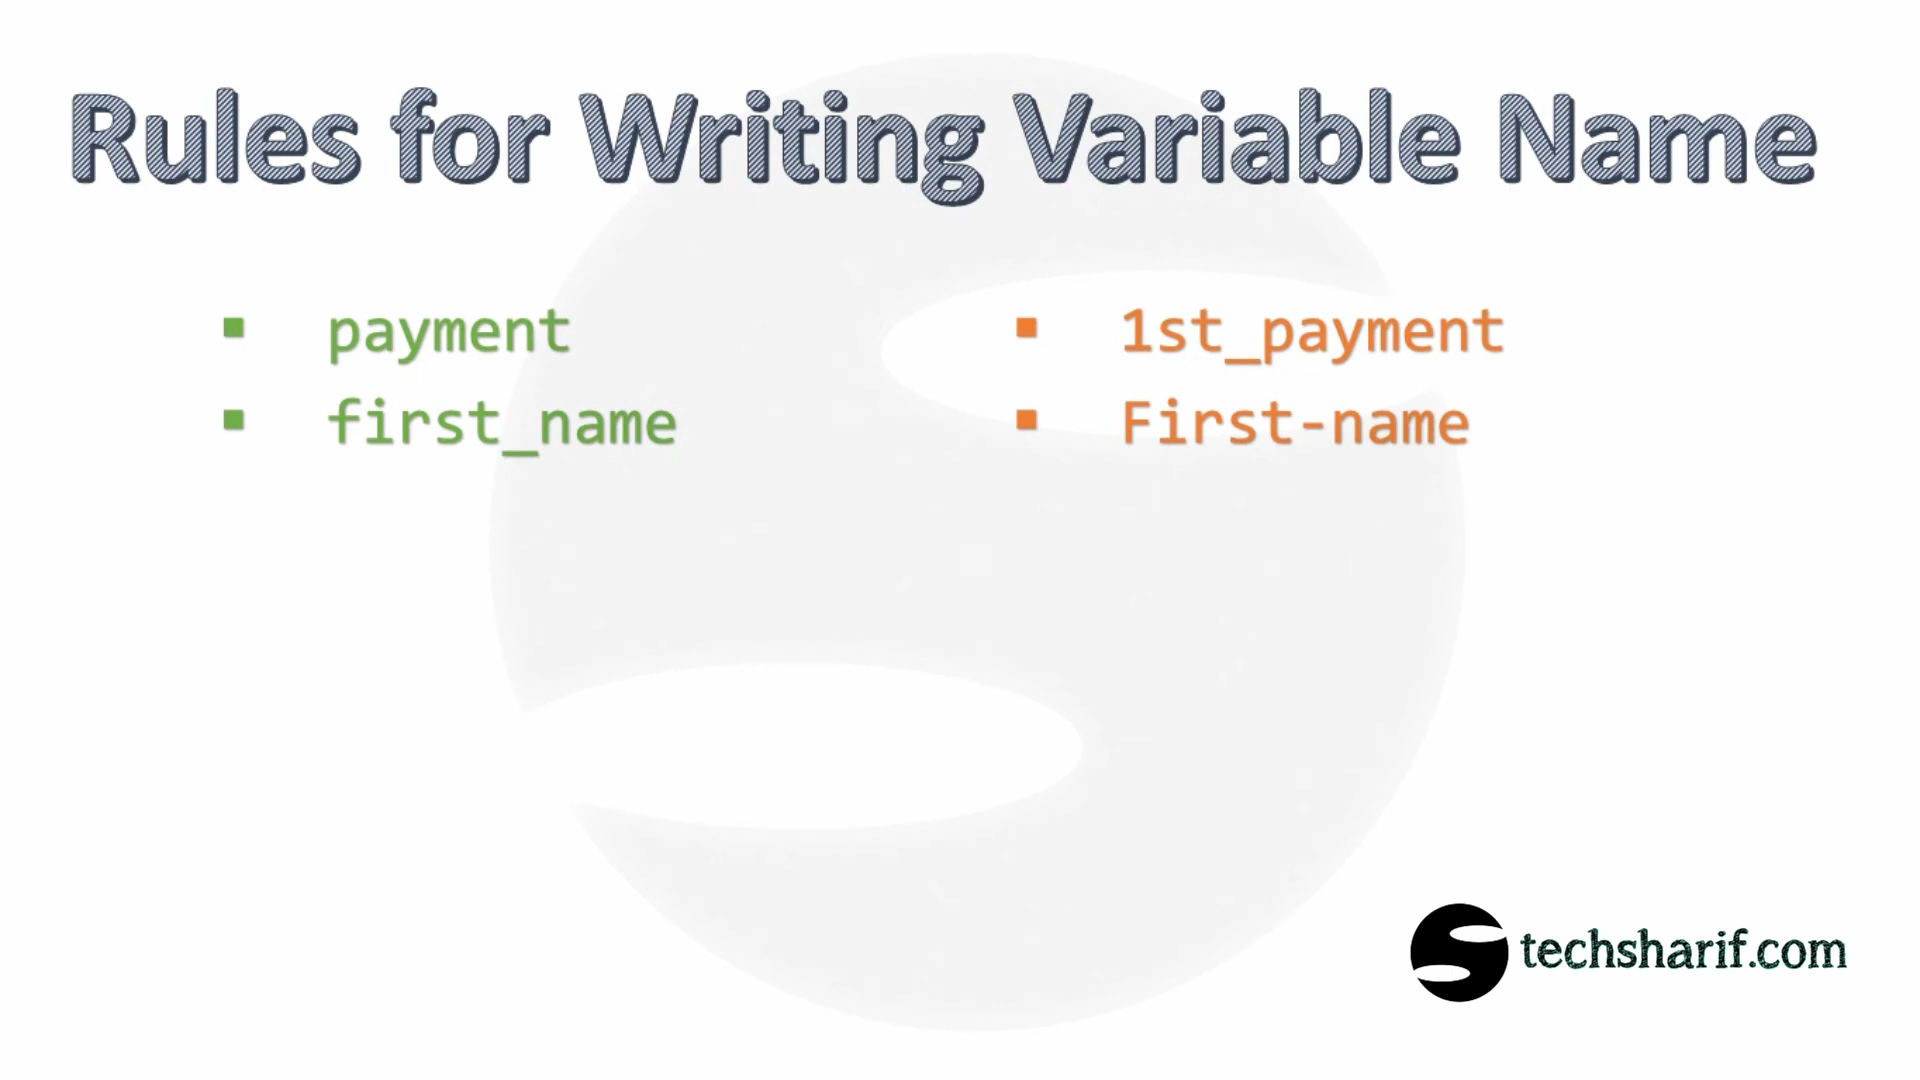 Rules for Writing Variable Name
payment
first_name
1st_payment
First-name
techsharif.com